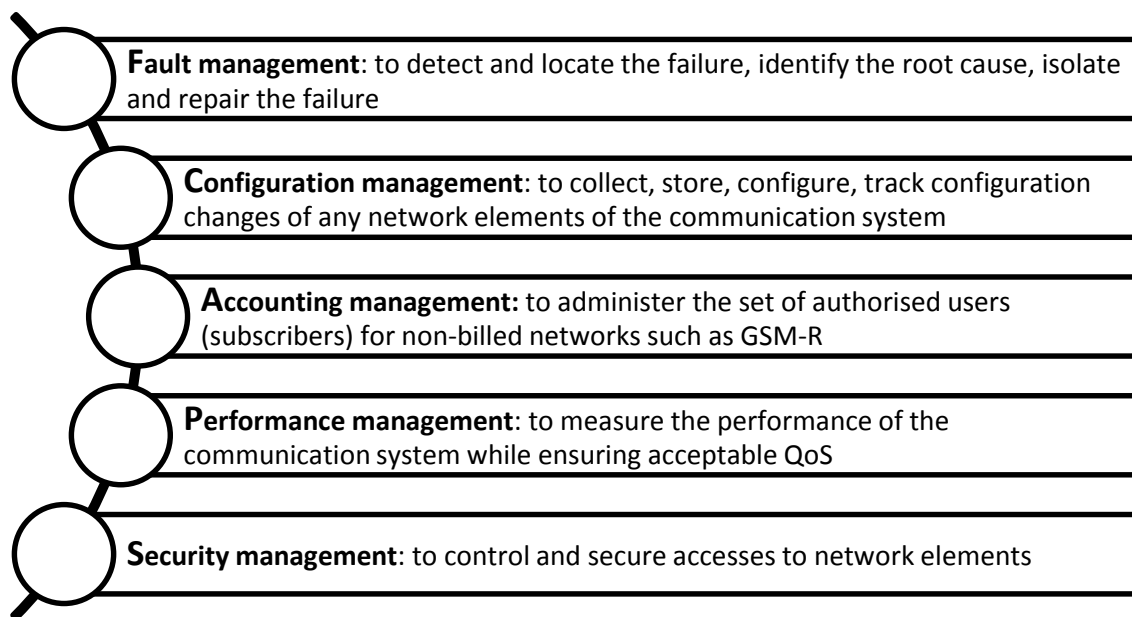 Fault management: to detect and locate the failure, identify the root cause, isolate
and repair the failure
Configuration management: to collect, store, configure, track configuration
changes of any network elements of the communication system
Accounting management: to administer the set of authorised users
(subscribers) for non-billed networks such as GSM-R
Performance management: to measure the performance of the
communication system while ensuring acceptable QoS
Security management: to control and secure accesses to network elements